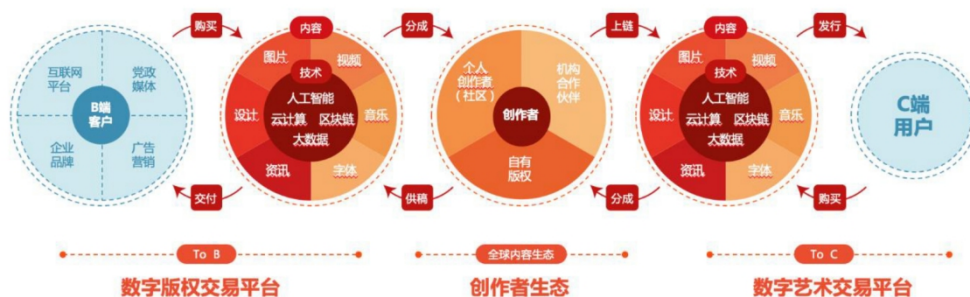 购买
分成
上链
发行
互联网
平台
党政
媒体
B端
客户
企业
品牌
广告
营销
内容
图片
视频
技术
人工智能
云计算 区块链
大数据
设计
音乐
资讯
字体
个人
创作者
（社区）
机构
合作
伙伴
创作者
自有
版权
内容
图片
视频
技术
人工智能
云计算 区块链
大数据
设计
音乐
资讯
字体
C端
用户
交付
供稿
分成
购买
To B
全球内容生态
To C
数字版权交易平台
创作者生态
数字艺术交易平台